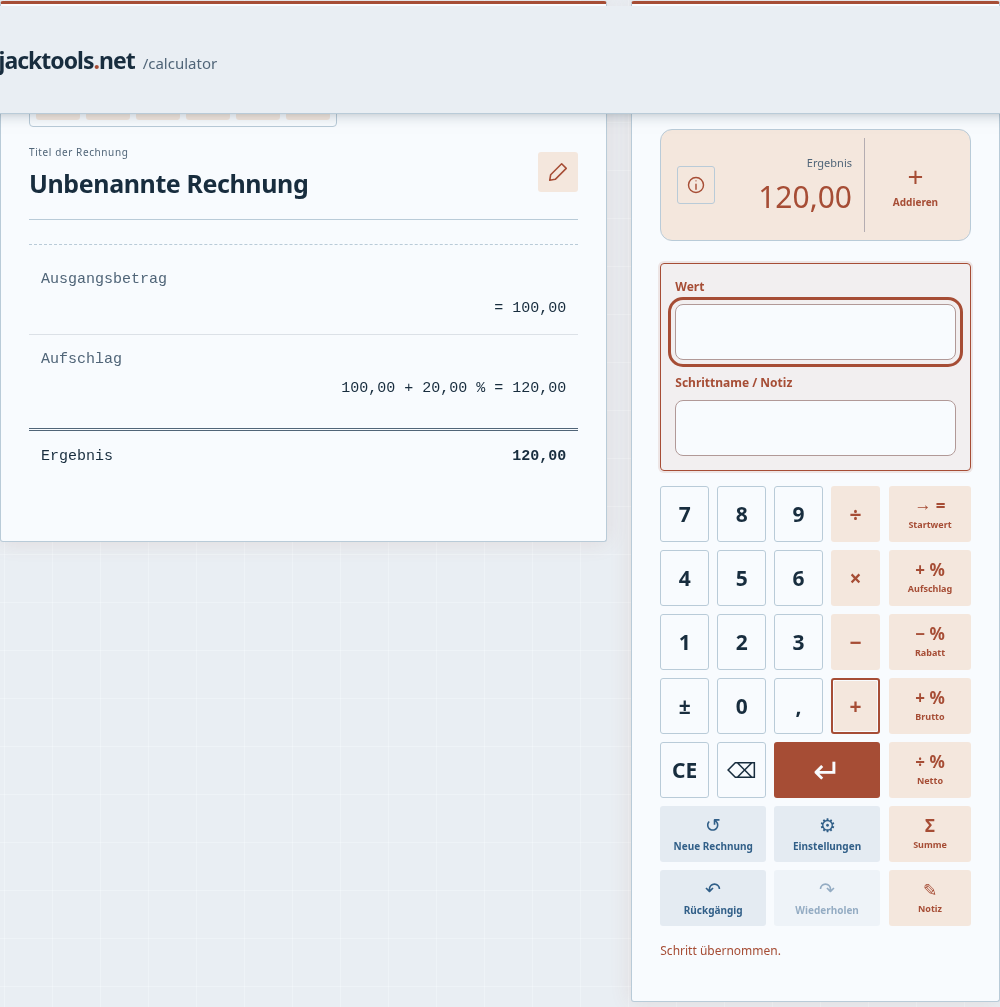 jacktools.net /calculator
Titel der Rechnung
Unbenannte Rechnung
Ausgangsbetrag
= 100,00
Aufschlag
100,00 + 20,00 % = 120,00
Ergebnis 120,00
Ergebnis
120,00
+
Addieren
Wert
Schrittname / Notiz
7 8 9 ÷ → =
Startwert
4 5 6 × + %
Aufschlag
1 2 3 − − %
Rabatt
± 0 , + + %
Brutto
CE ⌫ ↵ ÷ %
Netto
↺ ⚙ Σ
Neue Rechnung Einstellungen Summe
↶ ↷ ✎
Rückgängig Wiederholen Notiz
Schritt übernommen.